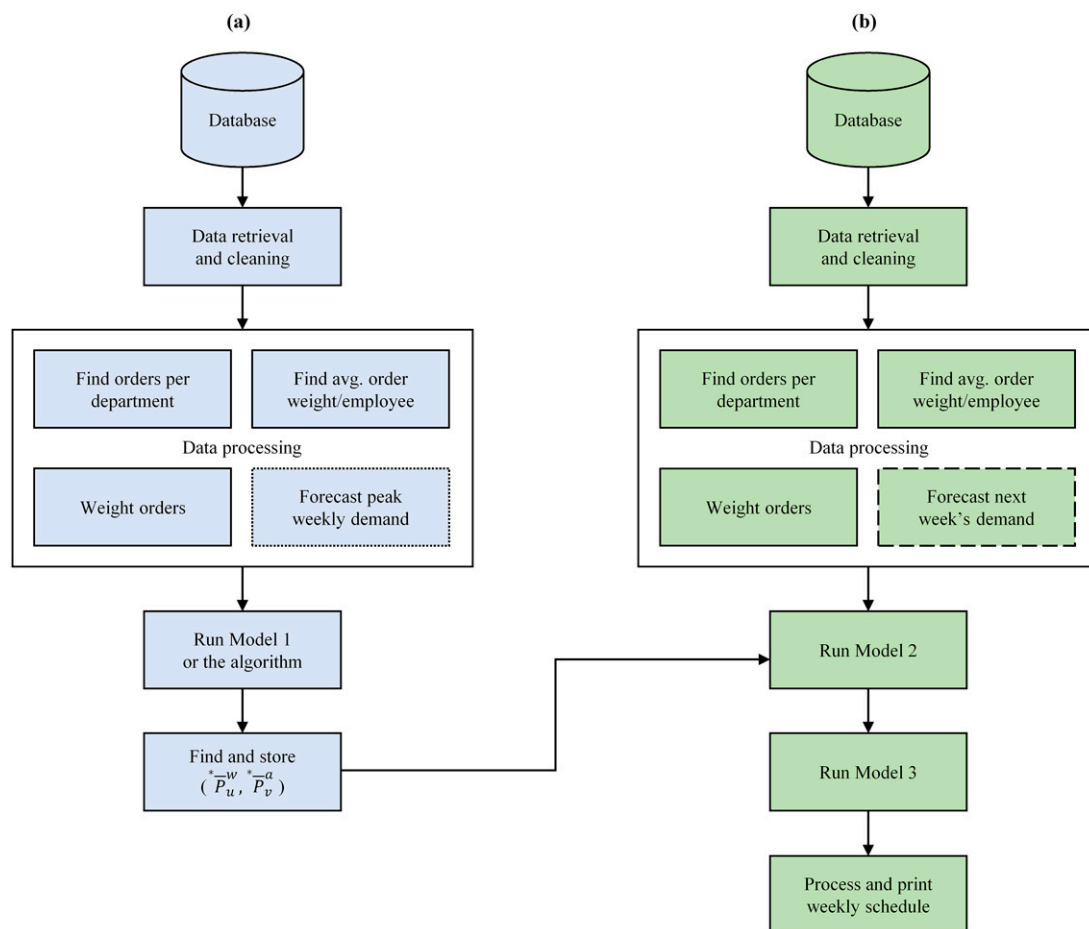 (a)
Database
Data retrieval
and cleaning
Find orders per
department
Find avg. order
weight/employee
Data processing
Weight orders
Forecast peak
weekly demand
Run Model 1
or the algorithm
Find and store
( *P̅ᵤʷ, *P̅ᵥᵃ )
(b)
Database
Data retrieval
and cleaning
Find orders per
department
Find avg. order
weight/employee
Data processing
Weight orders
Forecast next
week’s demand
Run Model 2
Run Model 3
Process and print
weekly schedule